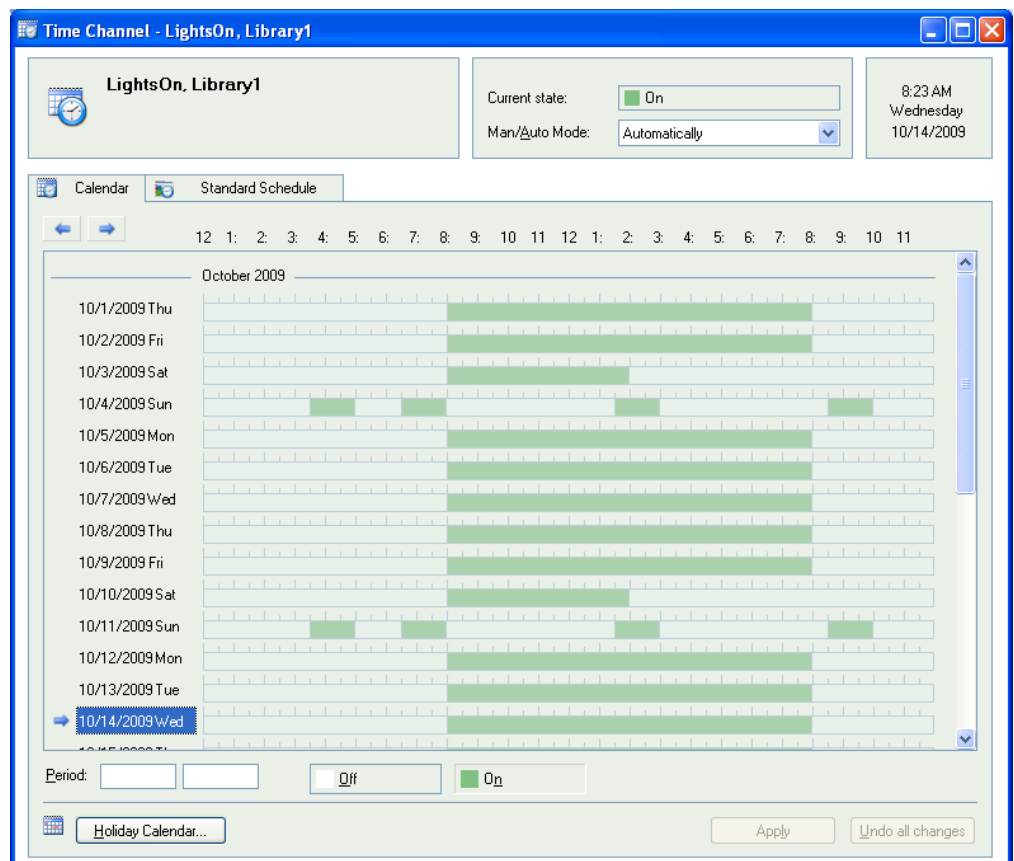 Time Channel - LightsOn, Library1
LightsOn, Library1
Current state: On
Man/Auto Mode: Automatically
8:23 AM
Wednesday
10/14/2009
Calendar Standard Schedule
12 1: 2: 3: 4: 5: 6: 7: 8: 9: 10 11 12 1: 2: 3: 4: 5: 6: 7: 8: 9: 10 11
October 2009
10/1/2009 Thu
10/2/2009 Fri
10/3/2009 Sat
10/4/2009 Sun
10/5/2009 Mon
10/6/2009 Tue
10/7/2009 Wed
10/8/2009 Thu
10/9/2009 Fri
10/10/2009 Sat
10/11/2009 Sun
10/12/2009 Mon
10/13/2009 Tue
10/14/2009 Wed
Period: Off On
Holiday Calendar... Apply Undo all changes